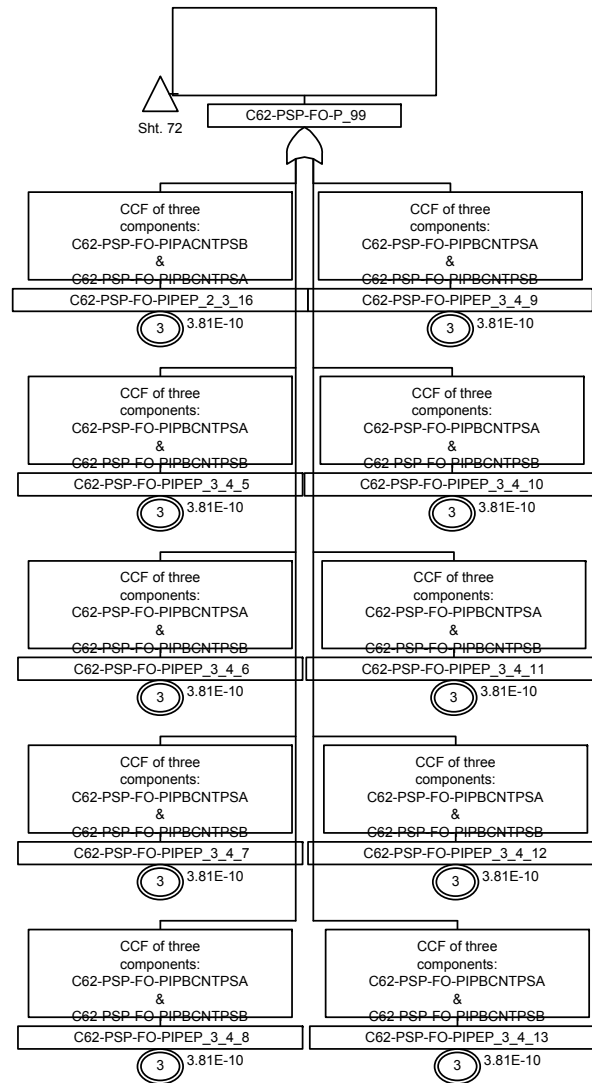 Sht. 72
C62-PSP-FO-P_99
CCF of three
components:
C62-PSP-FO-PIPACNTPSB
&
C62-PSP-FO-PIPBCNTPSA
C62-PSP-FO-PIPEP_2_3_16
3
3.81E-10
CCF of three
components:
C62-PSP-FO-PIPBCNTPSA
&
C62-PSP-FO-PIPBCNTPSB
C62-PSP-FO-PIPEP_3_4_9
3
3.81E-10
CCF of three
components:
C62-PSP-FO-PIPBCNTPSA
&
C62-PSP-FO-PIPBCNTPSB
C62-PSP-FO-PIPEP_3_4_5
3
3.81E-10
CCF of three
components:
C62-PSP-FO-PIPBCNTPSA
&
C62-PSP-FO-PIPBCNTPSB
C62-PSP-FO-PIPEP_3_4_10
3
3.81E-10
CCF of three
components:
C62-PSP-FO-PIPBCNTPSA
&
C62-PSP-FO-PIPBCNTPSB
C62-PSP-FO-PIPEP_3_4_6
3
3.81E-10
CCF of three
components:
C62-PSP-FO-PIPBCNTPSA
&
C62-PSP-FO-PIPBCNTPSB
C62-PSP-FO-PIPEP_3_4_11
3
3.81E-10
CCF of three
components:
C62-PSP-FO-PIPBCNTPSA
&
C62-PSP-FO-PIPBCNTPSB
C62-PSP-FO-PIPEP_3_4_7
3
3.81E-10
CCF of three
components:
C62-PSP-FO-PIPBCNTPSA
&
C62-PSP-FO-PIPBCNTPSB
C62-PSP-FO-PIPEP_3_4_12
3
3.81E-10
CCF of three
components:
C62-PSP-FO-PIPBCNTPSA
&
C62-PSP-FO-PIPBCNTPSB
C62-PSP-FO-PIPEP_3_4_8
3
3.81E-10
CCF of three
components:
C62-PSP-FO-PIPBCNTPSA
&
C62-PSP-FO-PIPBCNTPSB
C62-PSP-FO-PIPEP_3_4_13
3
3.81E-10